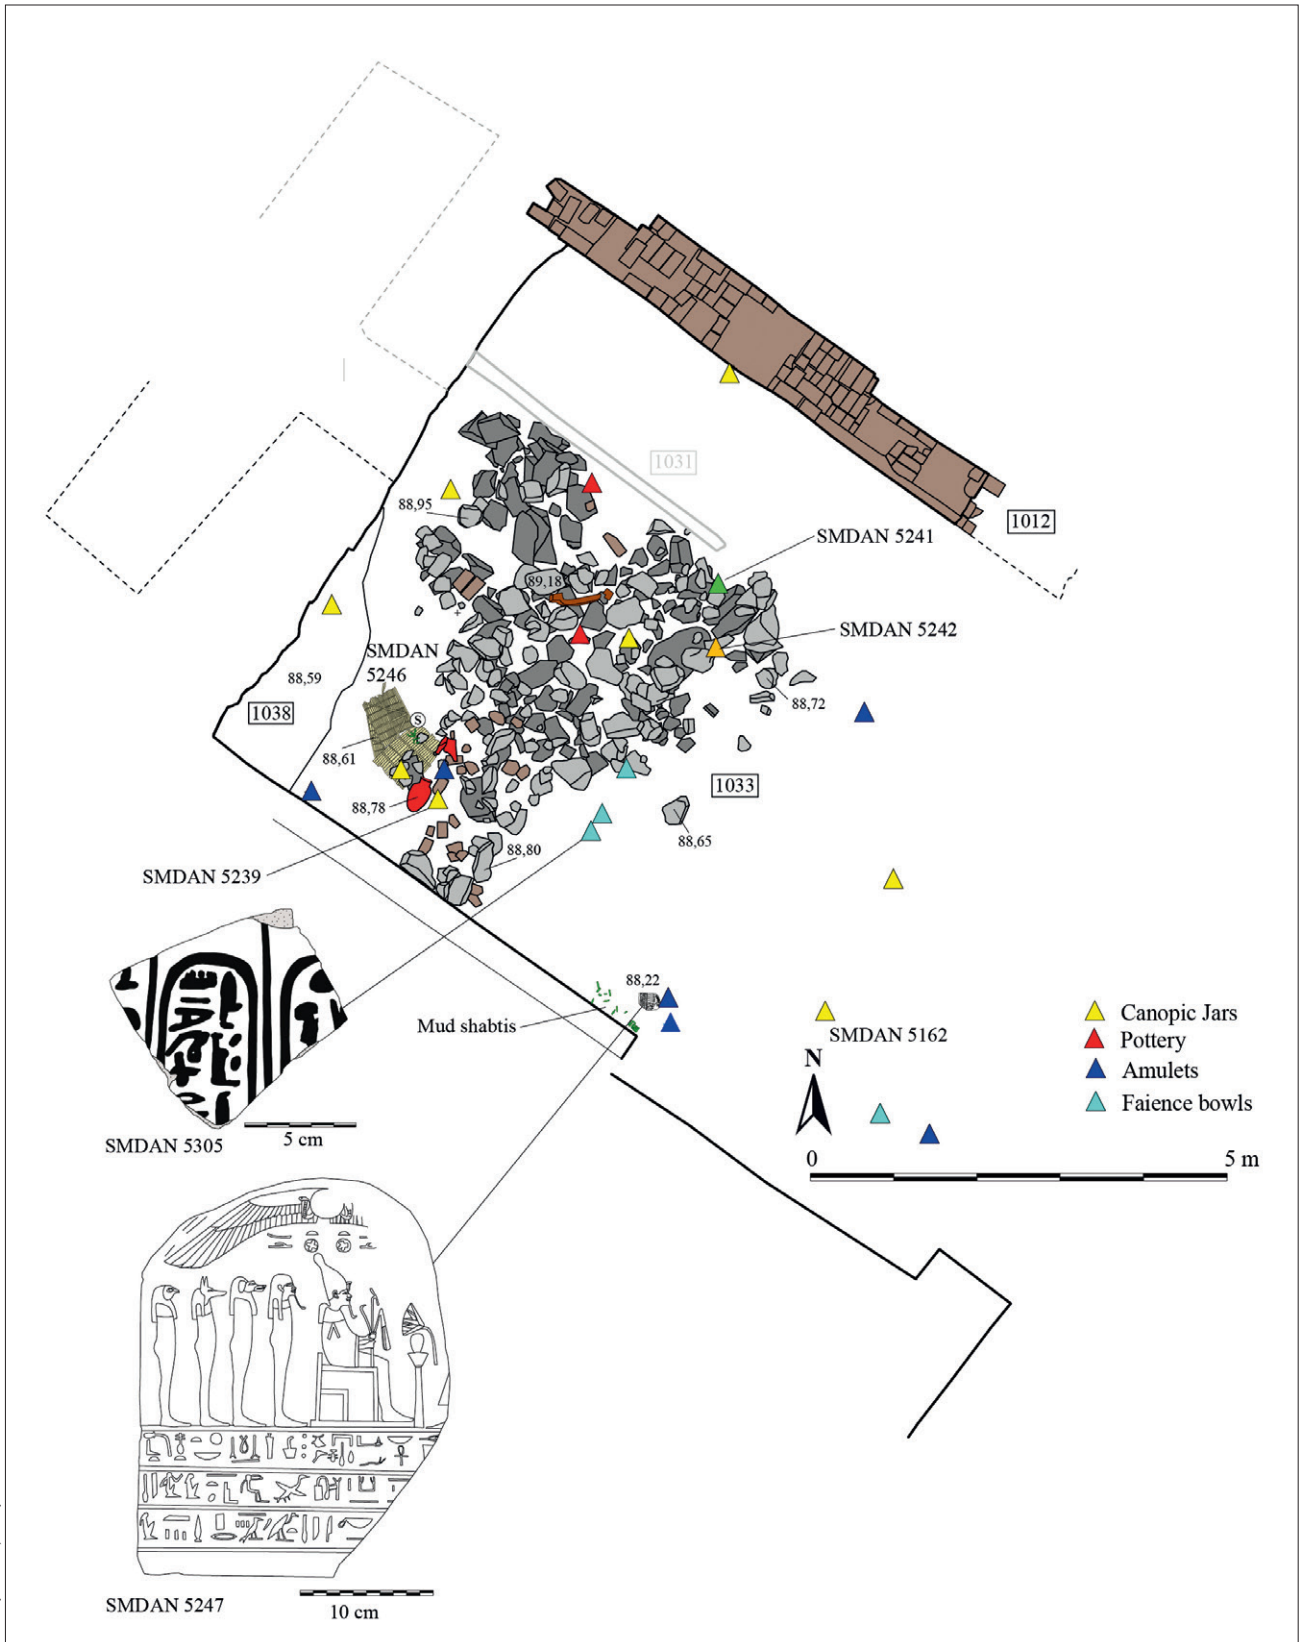 1031
1012
88,95
SMDAN 5241
89,18
SMDAN 5242
SMDAN
5246
88,59
1038
S
88,72
88,61
1033
88,78
88,65
88,80
SMDAN 5239
88,22
Mud shabtis
SMDAN 5162
Canopic Jars
Pottery
Amulets
Faience bowls
N
0
5 m
5 cm
SMDAN 5305
10 cm
SMDAN 5247